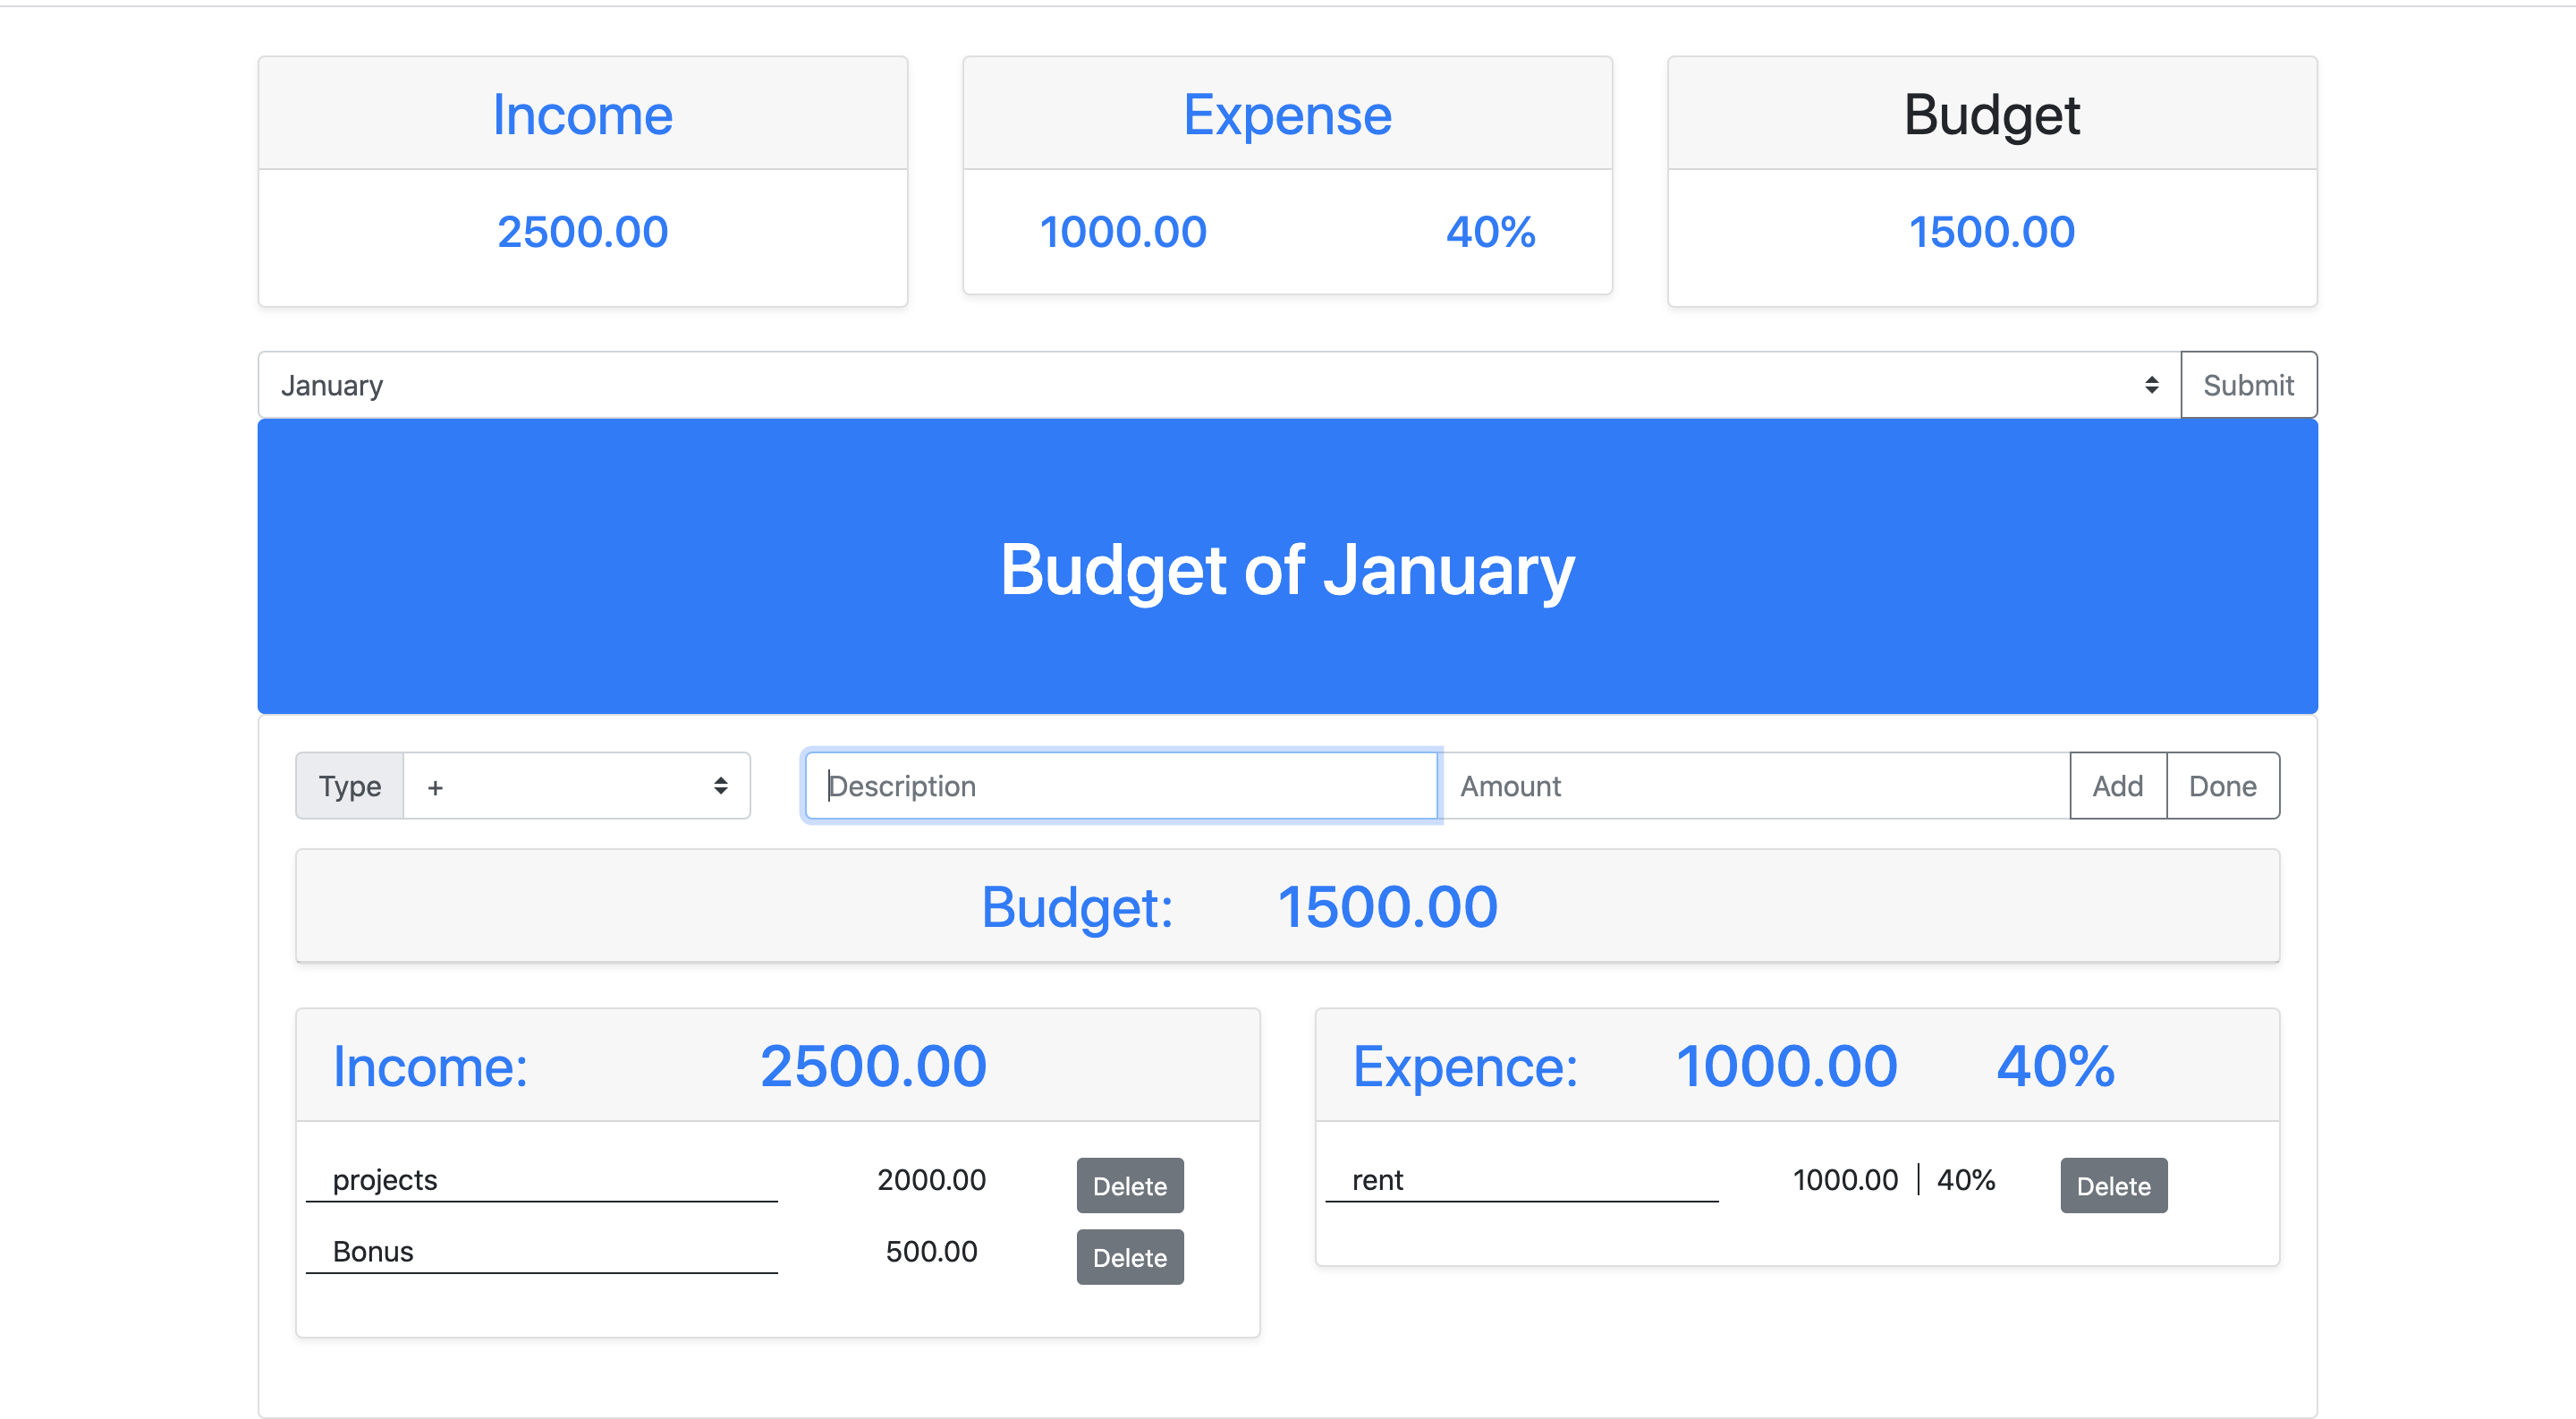 Income
2500.00
Expense
1000.00 40%
Budget
1500.00
January Submit
Budget of January
Type + Description Amount Add Done
Budget: 1500.00
Income: 2500.00
projects 2000.00 Delete
Bonus 500.00 Delete
Expence: 1000.00 40%
rent 1000.00 | 40% Delete